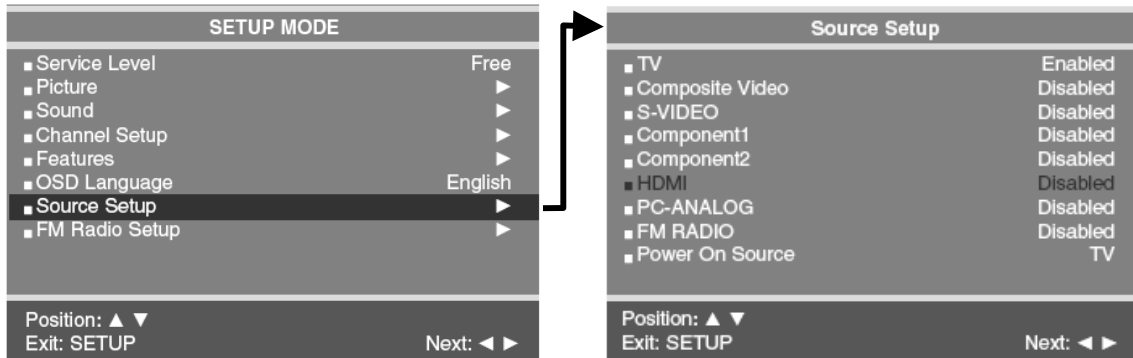 SETUP MODE
Service Level Free
Picture ►
Sound ►
Channel Setup ►
Features ►
OSD Language English
Source Setup ►
FM Radio Setup ►
Position: ▲ ▼
Exit: SETUP Next: ◄ ►
Source Setup
TV Enabled
Composite Video Disabled
S-VIDEO Disabled
Component1 Disabled
Component2 Disabled
HDMI Disabled
PC-ANALOG Disabled
FM RADIO Disabled
Power On Source TV
Position: ▲ ▼
Exit: SETUP Next: ◄ ►